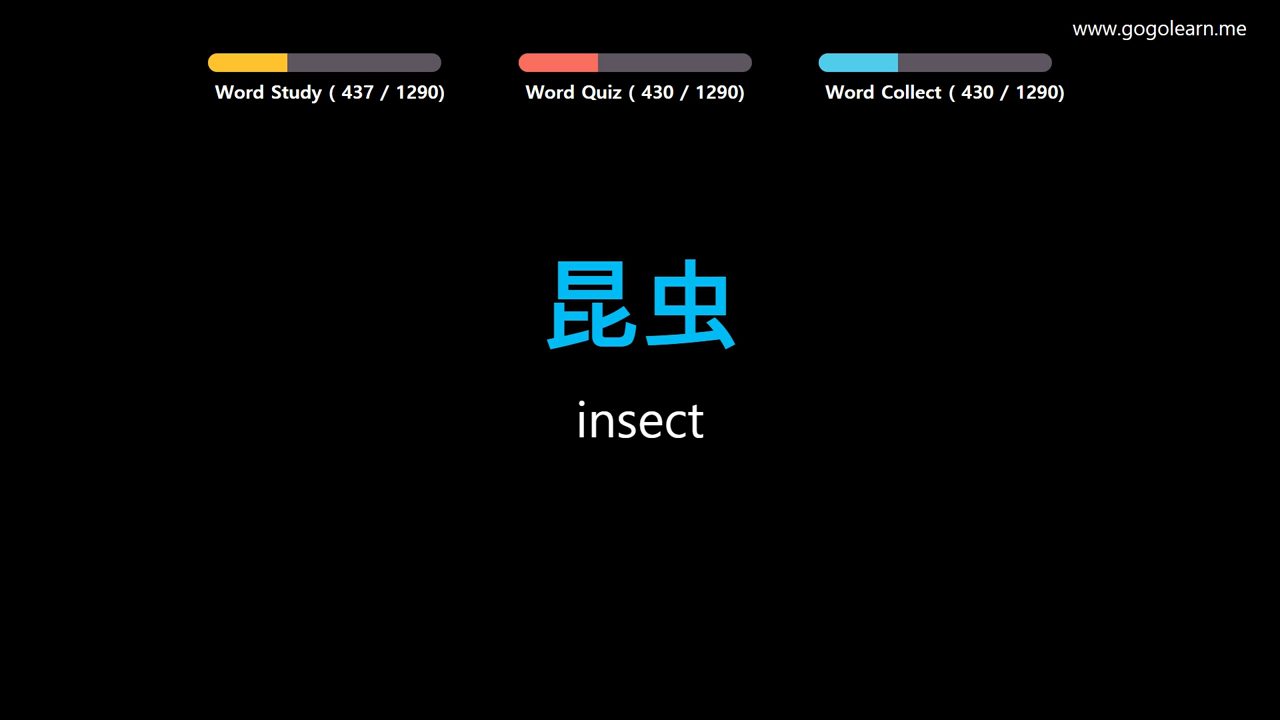 www.gogolearn.me
Word Study ( 437 / 1290)
Word Quiz ( 430 / 1290)
Word Collect ( 430 / 1290)
昆虫
insect